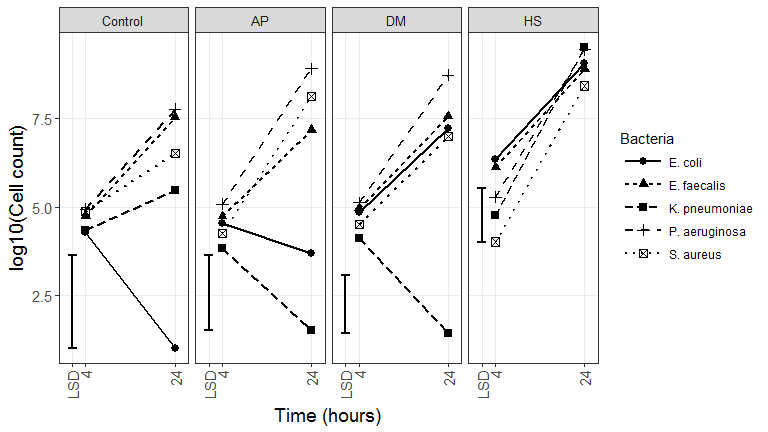 Control AP DM HS
log10(Cell count)
7.5
5.0
2.5
LSD 4 24 LSD 4 24 LSD 4 24 LSD 4 24
Time (hours)
Bacteria
E. coli
E. faecalis
K. pneumoniae
P. aeruginosa
S. aureus